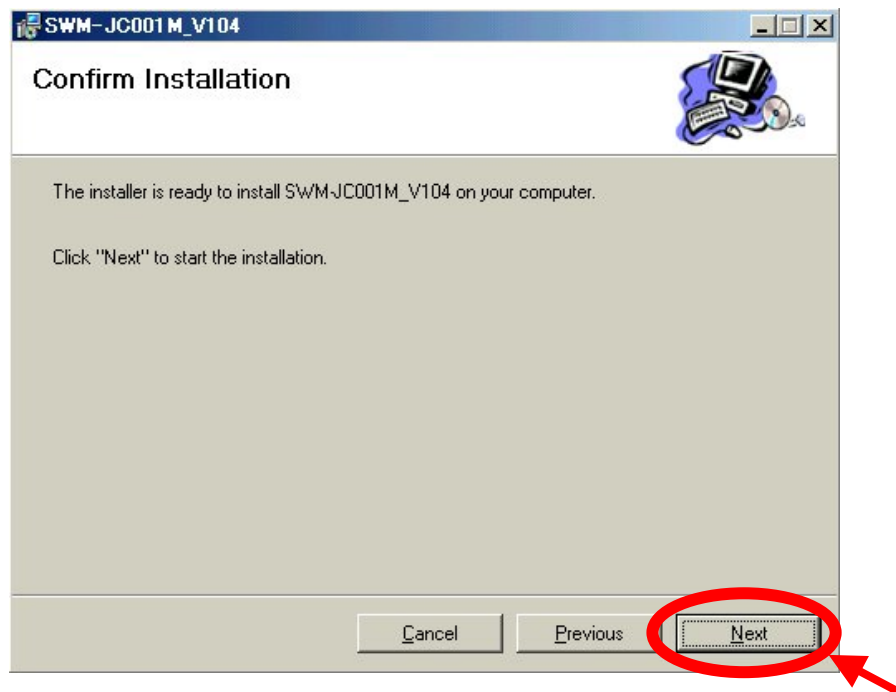 SWM-JC001M_V104
Confirm Installation
The installer is ready to install SWM-JC001M_V104 on your computer.
Click "Next" to start the installation.
Cancel
Previous
Next